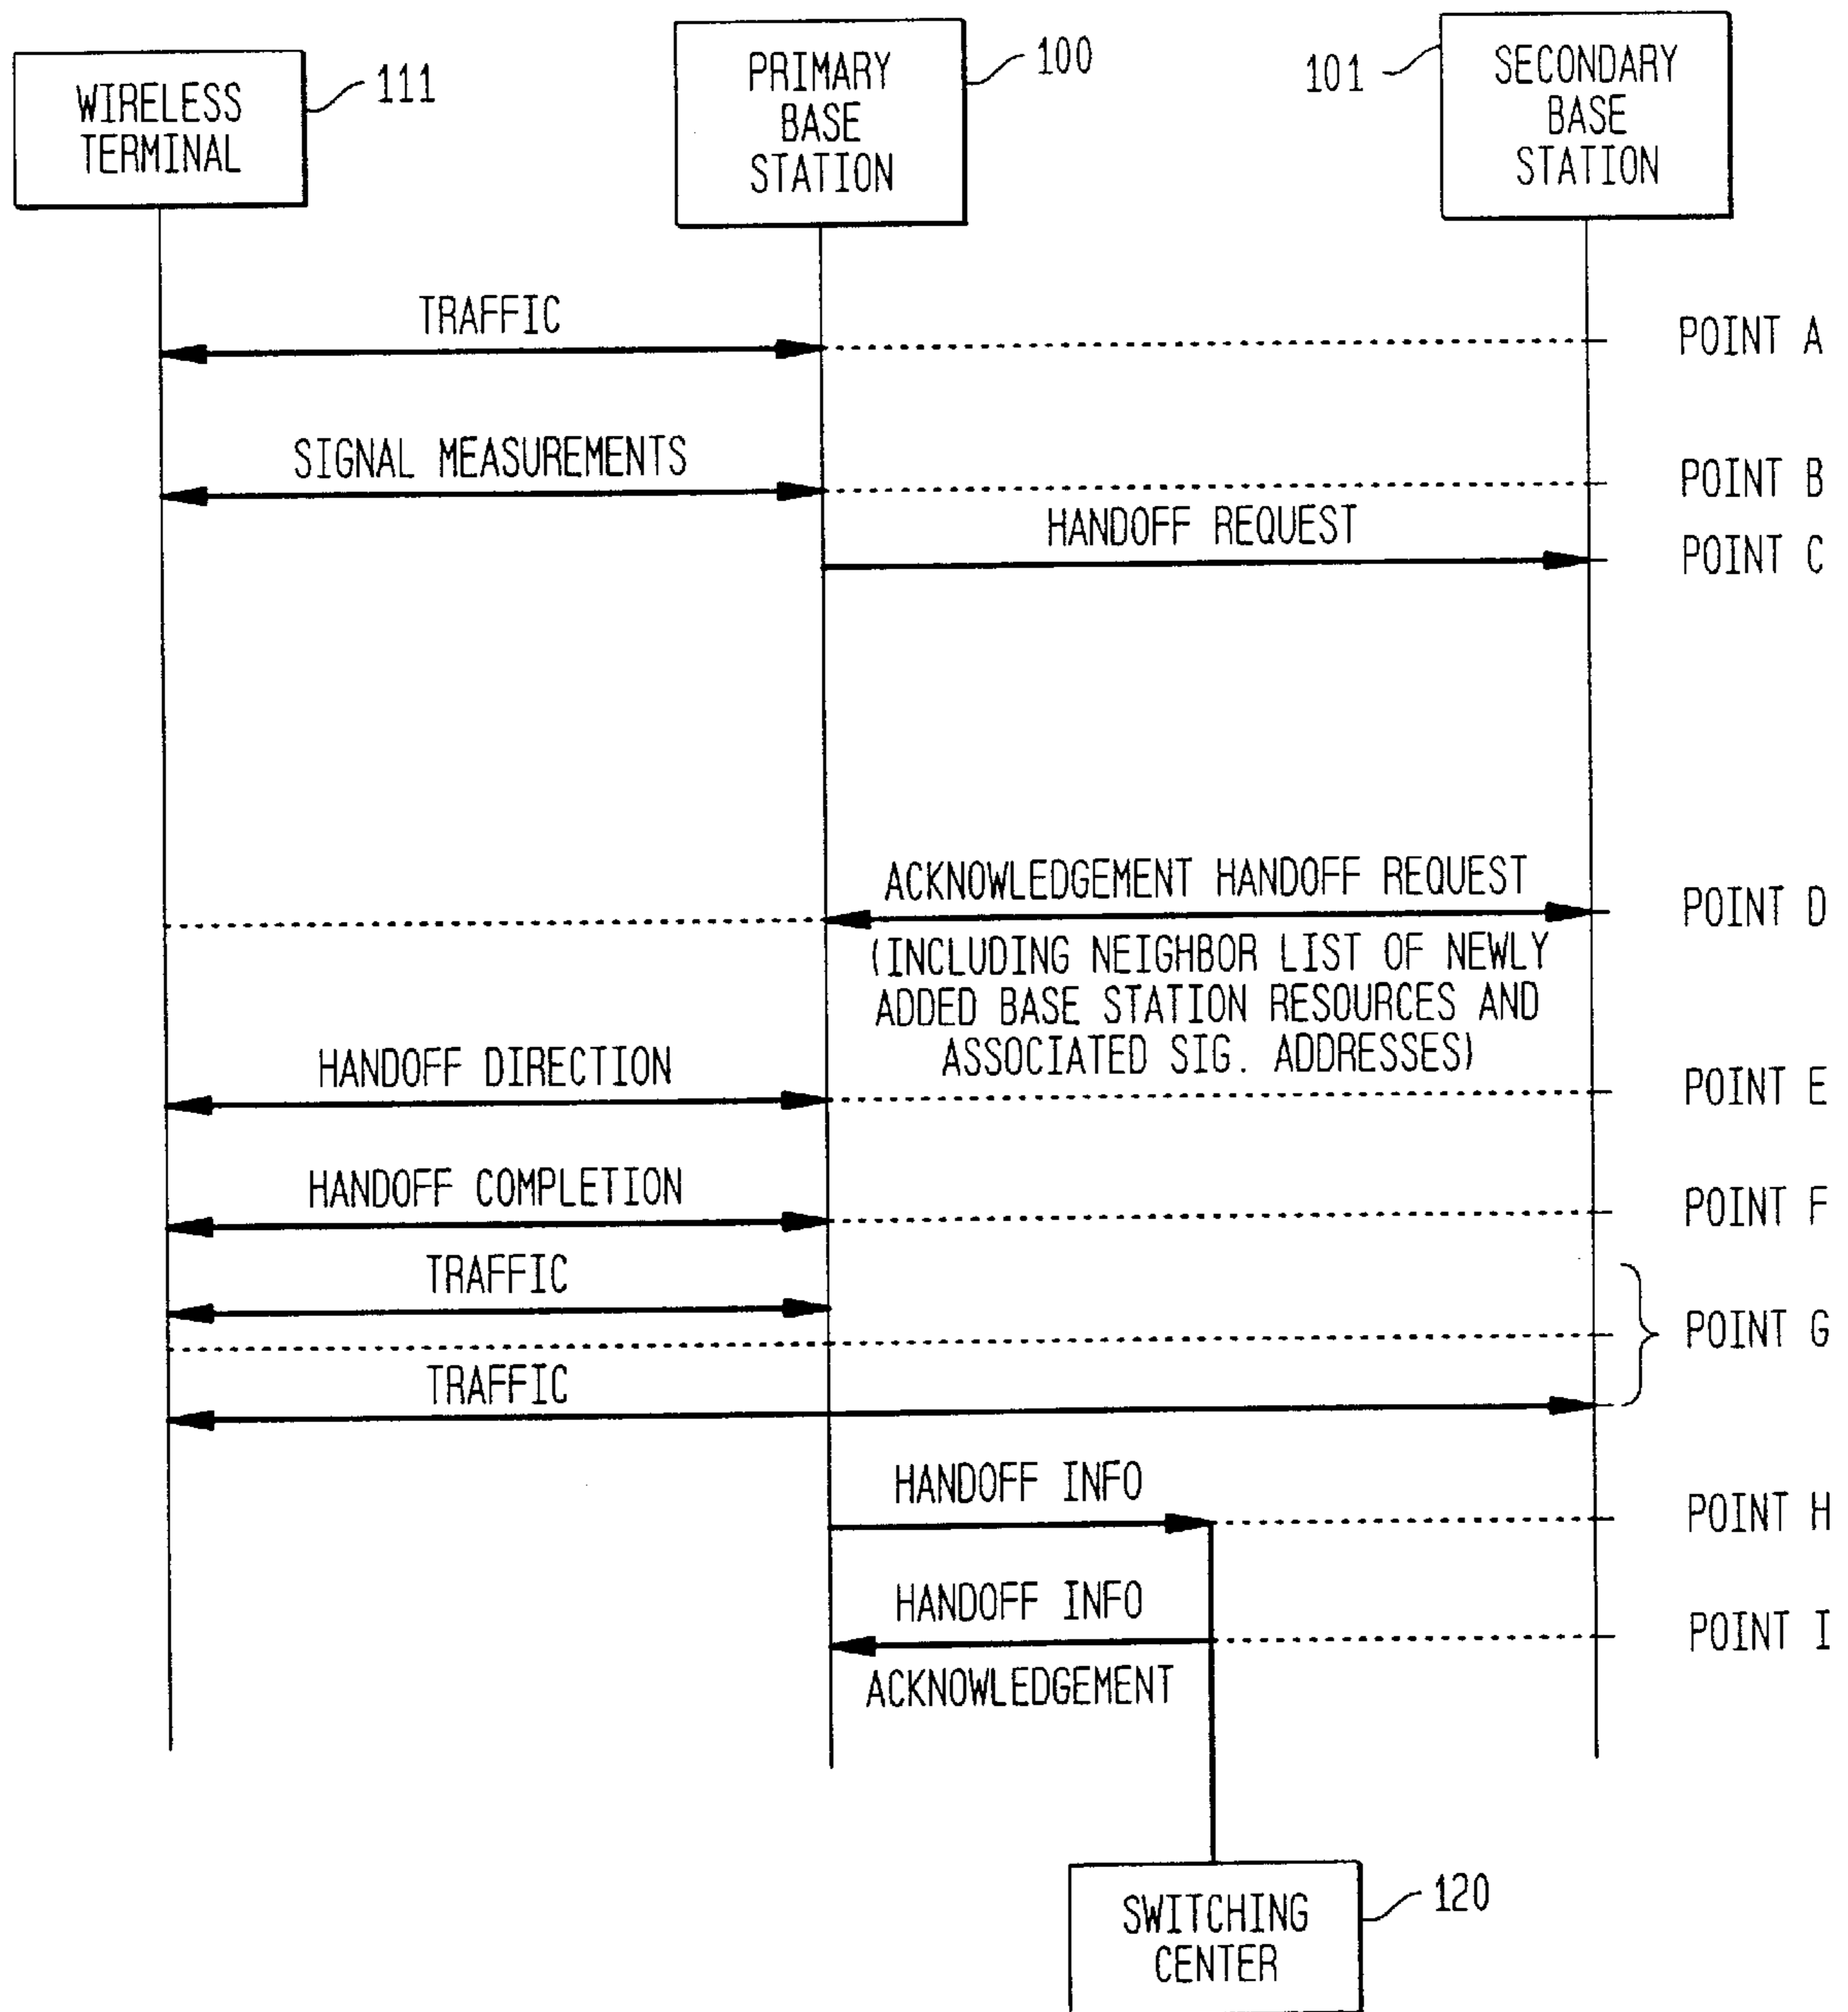 WIRELESS
TERMINAL
111
PRIMARY
BASE
STATION
100
101
SECONDARY
BASE
STATION
TRAFFIC
POINT A
SIGNAL MEASUREMENTS
POINT B
HANDOFF REQUEST
POINT C
ACKNOWLEDGEMENT HANDOFF REQUEST
POINT D
(INCLUDING NEIGHBOR LIST OF NEWLY
ADDED BASE STATION RESOURCES AND
ASSOCIATED SIG. ADDRESSES)
HANDOFF DIRECTION
POINT E
HANDOFF COMPLETION
POINT F
TRAFFIC
POINT G
TRAFFIC
HANDOFF INFO
POINT H
HANDOFF INFO
POINT I
ACKNOWLEDGEMENT
SWITCHING
CENTER
120